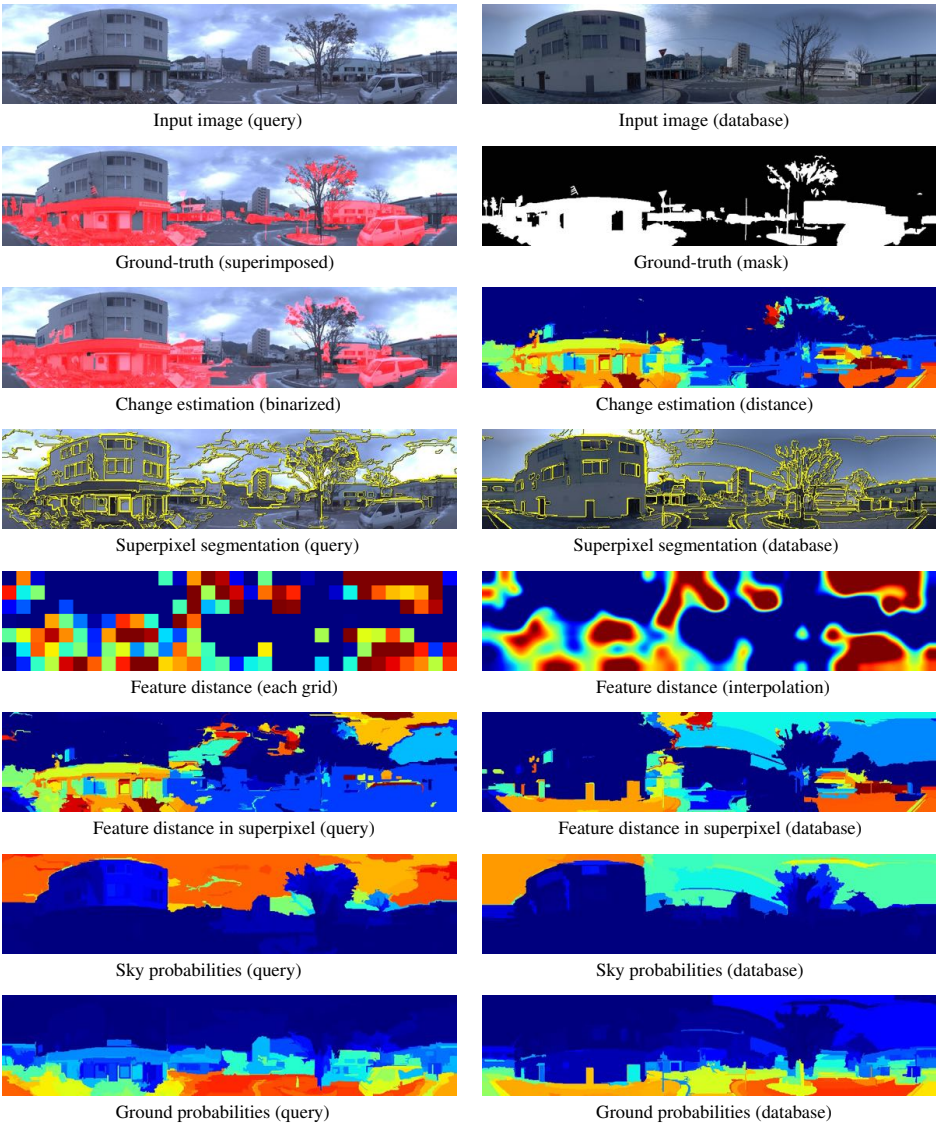 Input image (query)
Input image (database)
Ground-truth (superimposed)
Ground-truth (mask)
Change estimation (binarized)
Change estimation (distance)
Superpixel segmentation (query)
Superpixel segmentation (database)
Feature distance (each grid)
Feature distance (interpolation)
Feature distance in superpixel (query)
Feature distance in superpixel (database)
Sky probabilities (query)
Sky probabilities (database)
Ground probabilities (query)
Ground probabilities (database)